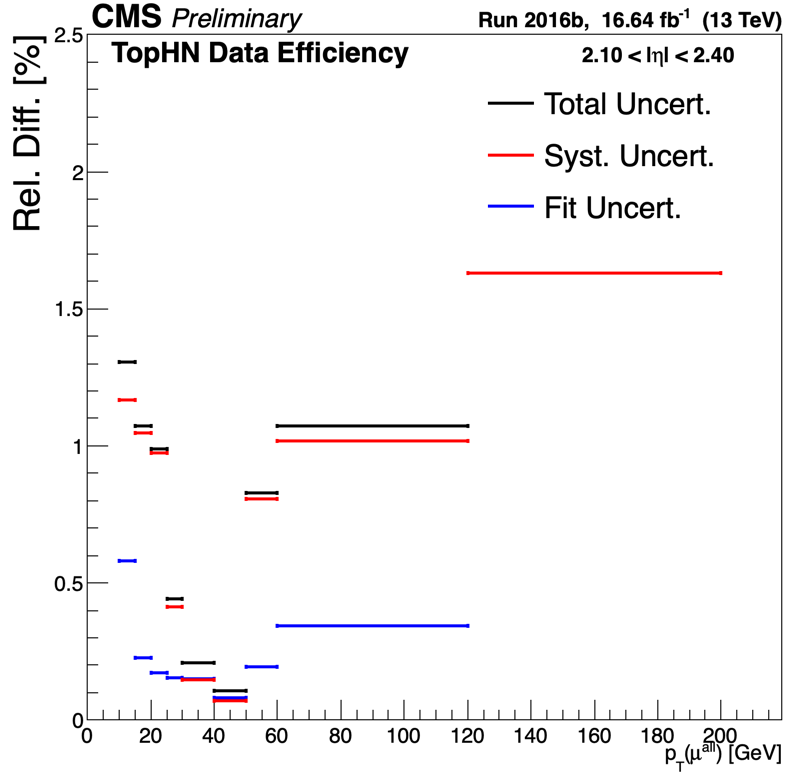 CMS Preliminary
Run 2016b, 16.64 fb⁻¹ (13 TeV)
TopHN Data Efficiency
2.10 < |η| < 2.40
Total Uncert.
Syst. Uncert.
Fit Uncert.
Rel. Diff. [%]
2.5
2
1.5
1
0.5
0
0 20 40 60 80 100 120 140 160 180 200
p_T(μ^all) [GeV]